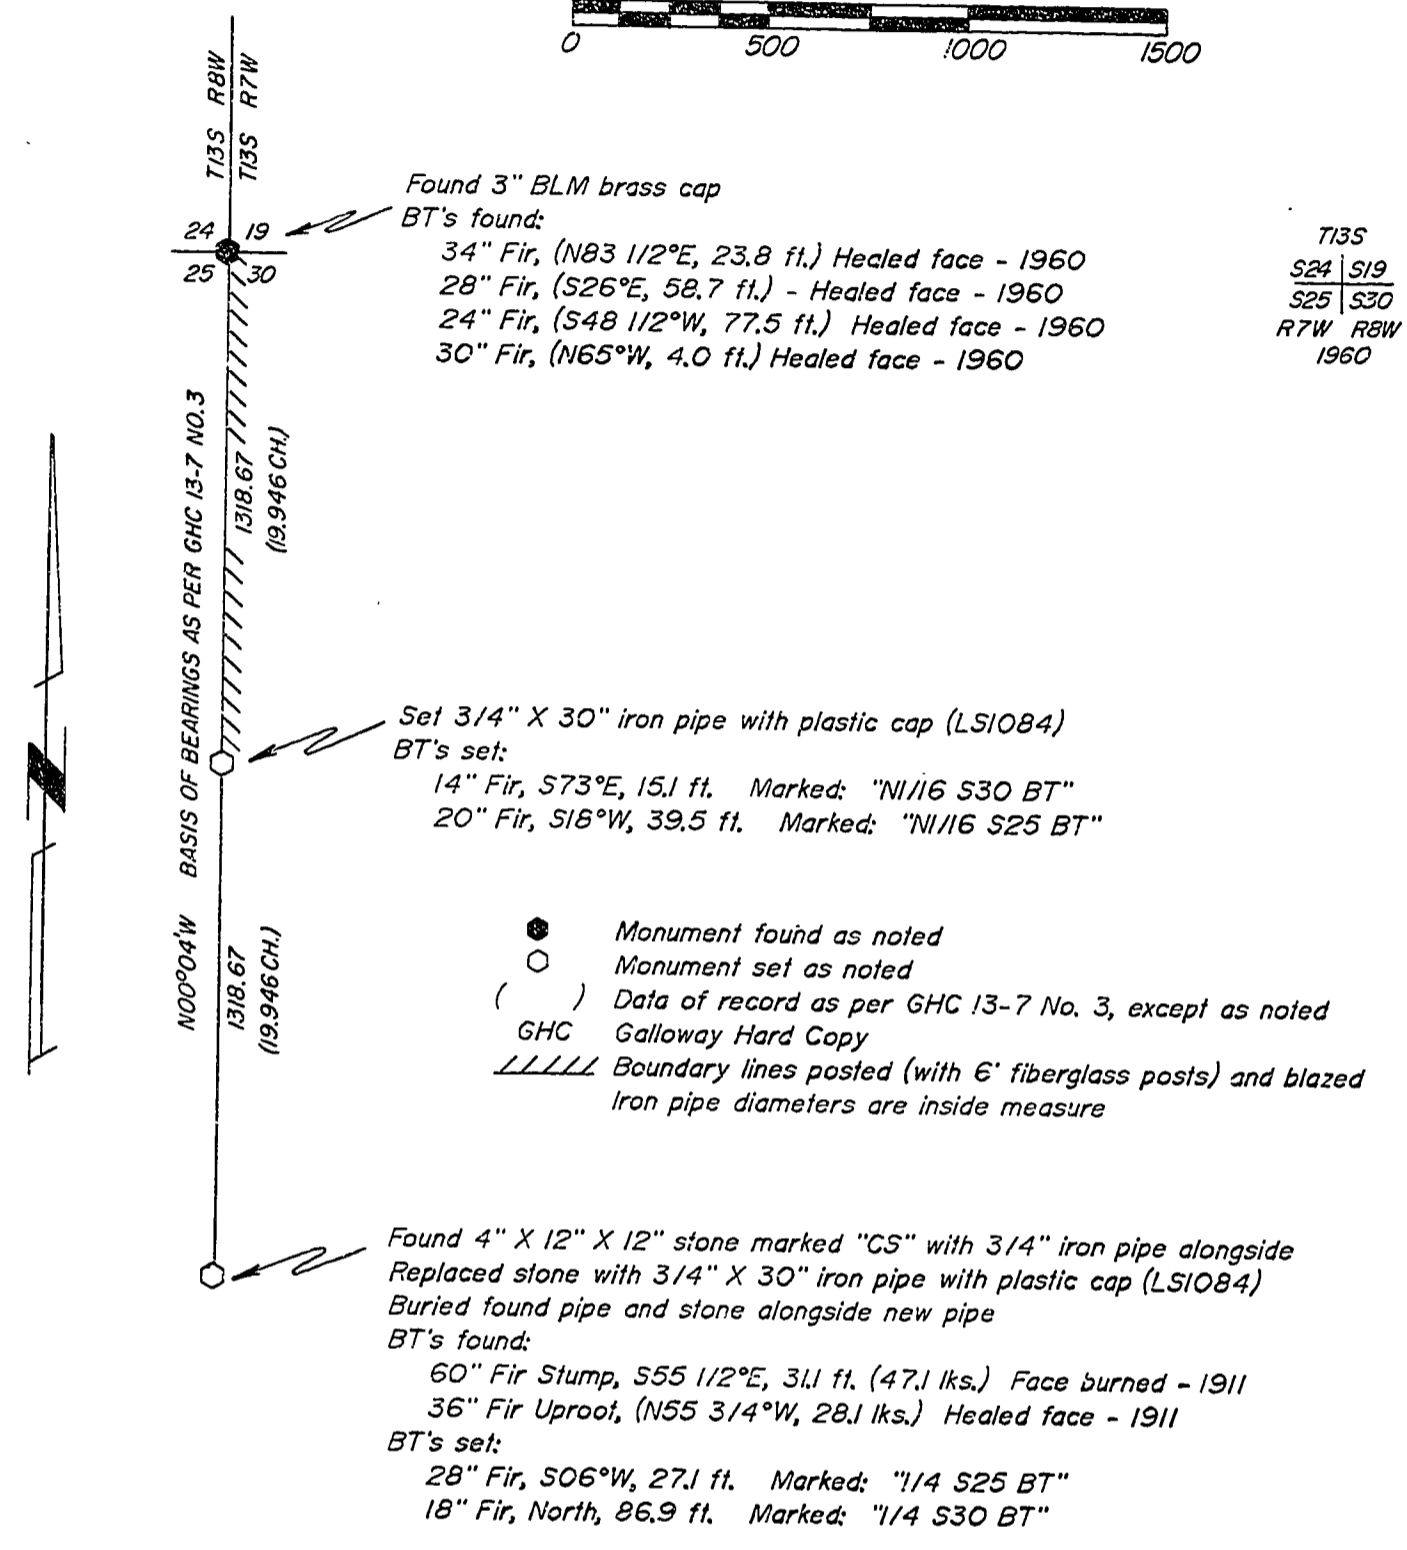 0 500 1000 1500
T13S R8W
T13S R7W
Found 3" BLM brass cap
BT's found:
34" Fir, (N83 1/2°E, 23.8 ft.) Healed face - 1960
28" Fir, (S26°E, 58.7 ft.) - Healed face - 1960
24" Fir, (S48 1/2°W, 77.5 ft.) Healed face - 1960
30" Fir, (N65°W, 4.0 ft.) Healed face - 1960
24 19
25 30
T13S
S24 S19
S25 S30
R7W R8W
1960
N00°04'W BASIS OF BEARINGS AS PER GHC 13-7 NO.3
1318.67
(19.946 CH.)
Set 3/4" X 30" iron pipe with plastic cap (LS1084)
BT's set:
14" Fir, S73°E, 15.1 ft. Marked: "N1/16 S30 BT"
20" Fir, S18°W, 39.5 ft. Marked: "N1/16 S25 BT"
N
1318.67
(19.946 CH.)
Monument found as noted
Monument set as noted
( ) Data of record as per GHC 13-7 No. 3, except as noted
GHC Galloway Hard Copy
Boundary lines posted (with 6' fiberglass posts) and blazed
Iron pipe diameters are inside measure
Found 4" X 12" X 12" stone marked "CS" with 3/4" iron pipe alongside
Replaced stone with 3/4" X 30" iron pipe with plastic cap (LS1084)
Buried found pipe and stone alongside new pipe
BT's found:
60" Fir Stump, S55 1/2°E, 31.1 ft. (47.1 lks.) Face burned - 1911
36" Fir Uproot, (N55 3/4°W, 28.1 lks.) Healed face - 1911
BT's set:
28" Fir, S06°W, 27.1 ft. Marked: "1/4 S25 BT"
18" Fir, North, 86.9 ft. Marked: "1/4 S30 BT"